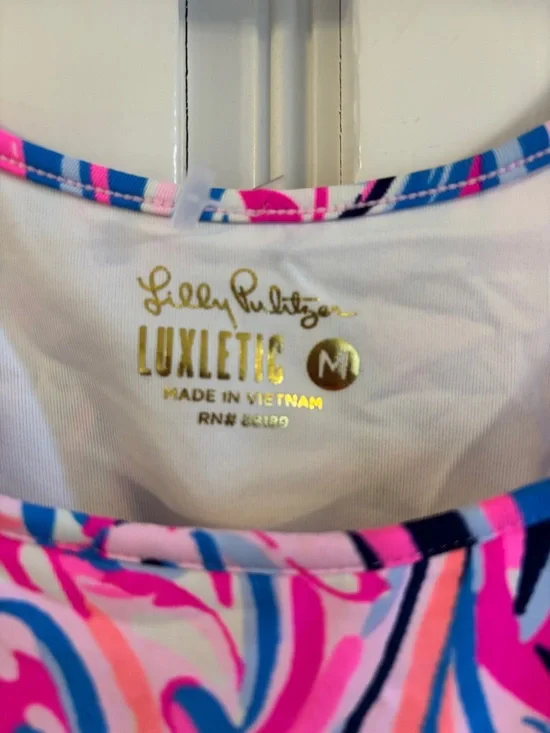 Lilly Pulitzer
LUXLETIC M
MADE IN VIETNAM
RN#